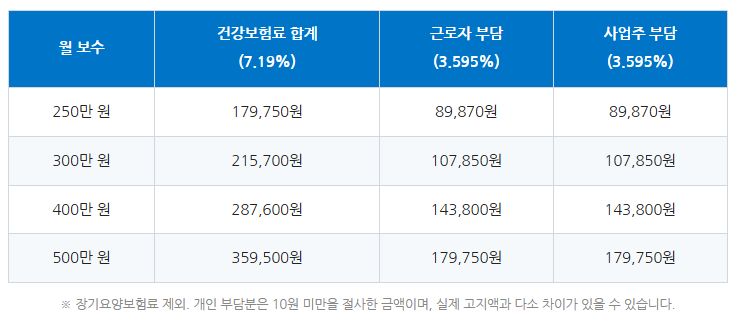 월 보수 건강보험료 합계 (7.19%) 근로자 부담 (3.595%) 사업주 부담 (3.595%)
250만 원 179,750원 89,870원 89,870원
300만 원 215,700원 107,850원 107,850원
400만 원 287,600원 143,800원 143,800원
500만 원 359,500원 179,750원 179,750원
※ 장기요양보험료 제외. 개인 부담분은 10원 미만을 절사한 금액이며, 실제 고지액과 다소 차이가 있을 수 있습니다.